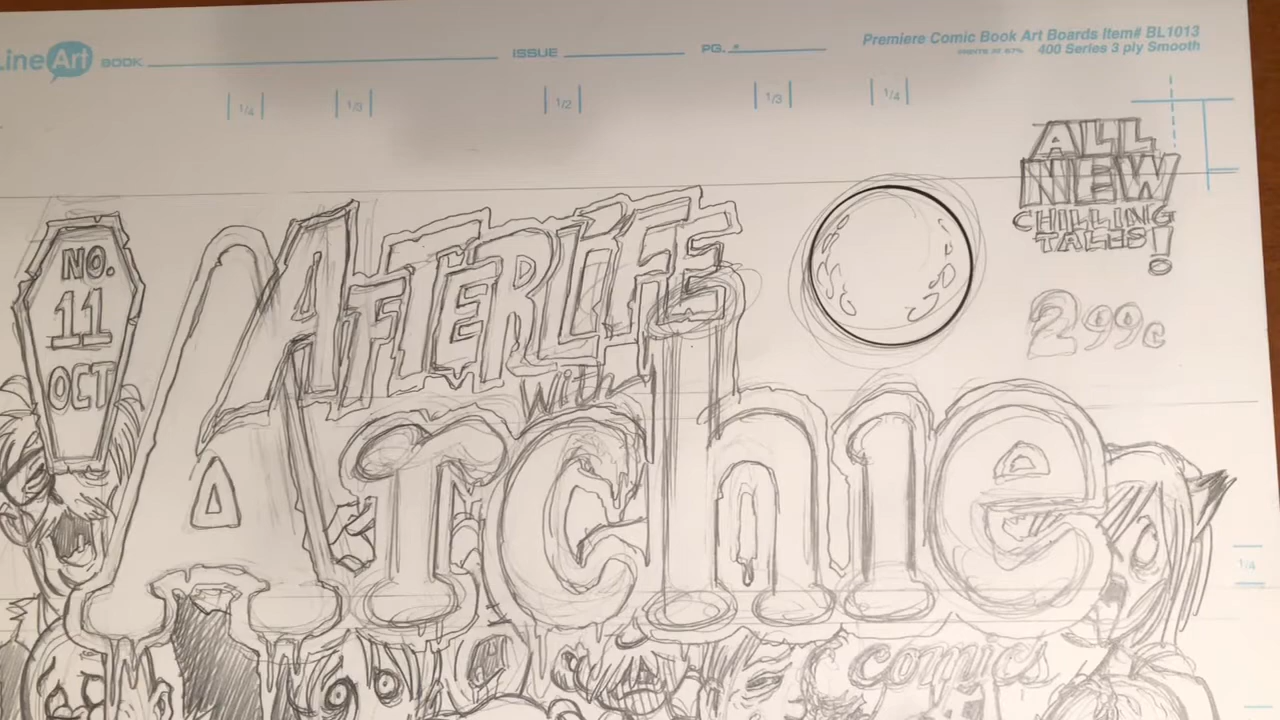 LineArt BOOK ISSUE PG. Premiere Comic Book Art Boards Item# BL1013
400 Series 3 ply Smooth
1/4 1/3 1/2 1/3 1/4
ALL
NEW
CHILLING
TALES!
NO.
11
OCT
AFTERLIFE
with
Archie
299c
1/4
comics